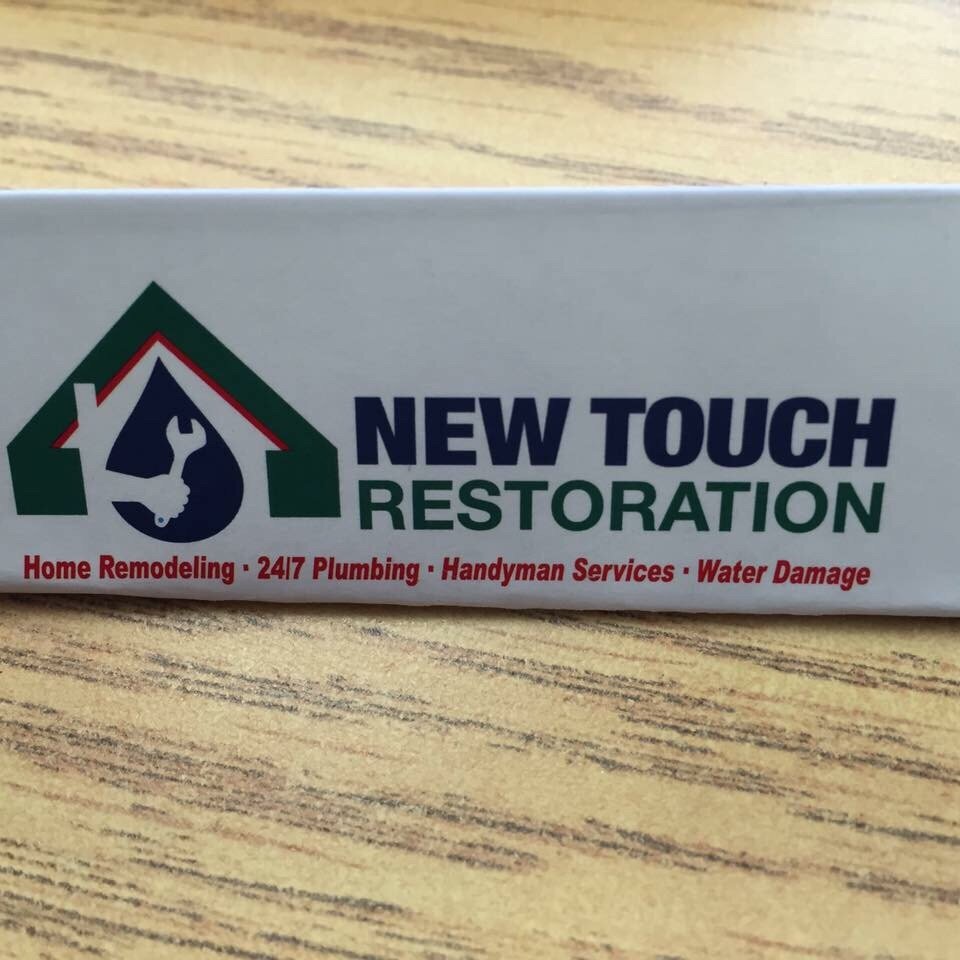 NEW TOUCH
RESTORATION
Home Remodeling · 24|7 Plumbing · Handyman Services · Water Damage